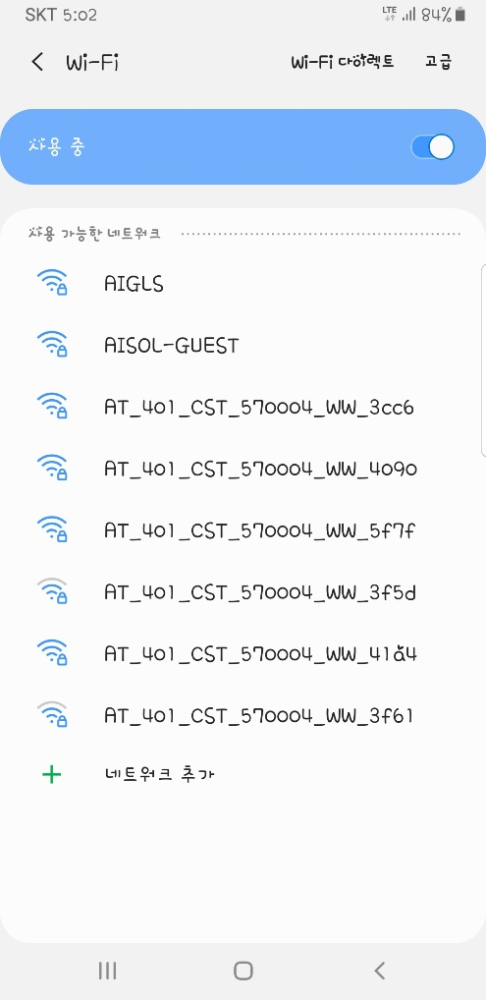 SKT 5:02 LTE 84%
Wi-Fi Wi-Fi 다이렉트 고급
사용 중
사용 가능한 네트워크
AIGLS
AISOL-GUEST
AT_401_CST_570004_WW_3cc6
AT_401_CST_570004_WW_4090
AT_401_CST_570004_WW_5f7f
AT_401_CST_570004_WW_3f5d
AT_401_CST_570004_WW_41a4
AT_401_CST_570004_WW_3f61
네트워크 추가